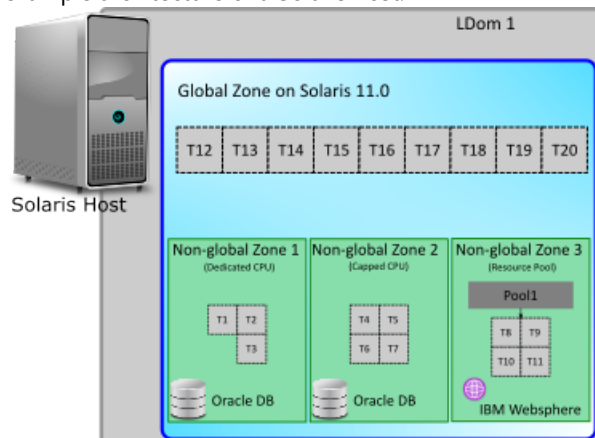 LDom 1
Global Zone on Solaris 11.0
T12 T13 T14 T15 T16 T17 T18 T19 T20
Solaris Host
Non-global Zone 1
(Dedicated CPU)
T1 T2
T3
Oracle DB
Non-global Zone 2
(Capped CPU)
T4 T5
T6 T7
Oracle DB
Non-global Zone 3
(Resource Pool)
Pool1
T8 T9
T10 T11
IBM Websphere